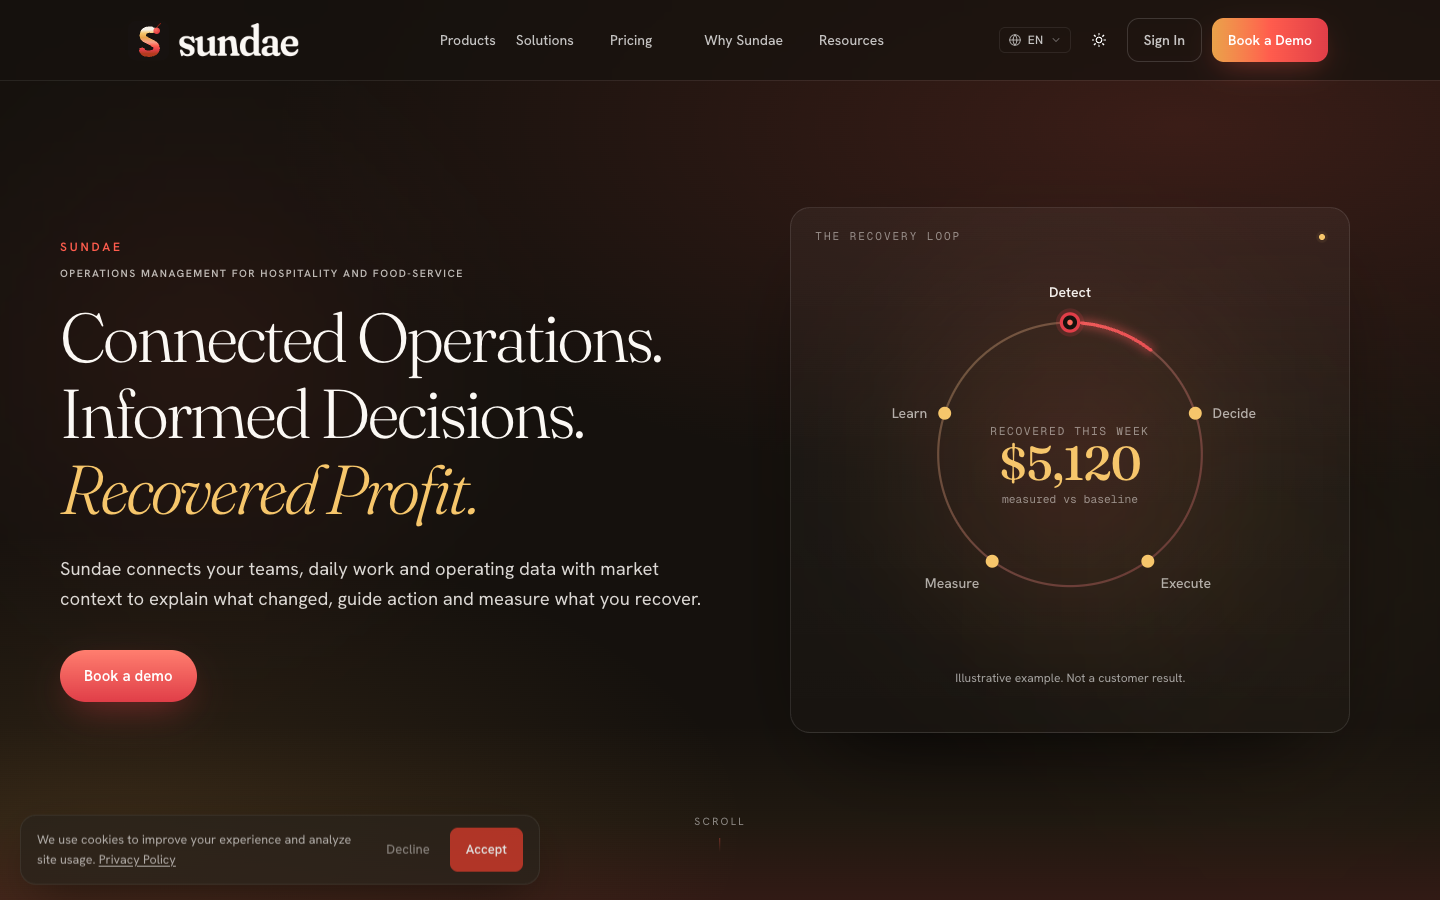 sundae
Products
Solutions
Pricing
Why Sundae
Resources
EN
Sign In
Book a Demo
SUNDAE
OPERATIONS MANAGEMENT FOR HOSPITALITY AND FOOD-SERVICE
Connected Operations.
Informed Decisions.
Recovered Profit.
Sundae connects your teams, daily work and operating data with market
context to explain what changed, guide action and measure what you recover.
Book a demo
THE RECOVERY LOOP
Detect
Learn
Decide
RECOVERED THIS WEEK
$5,120
measured vs baseline
Measure
Execute
Illustrative example. Not a customer result.
SCROLL
We use cookies to improve your experience and analyze
site usage. Privacy Policy
Decline
Accept